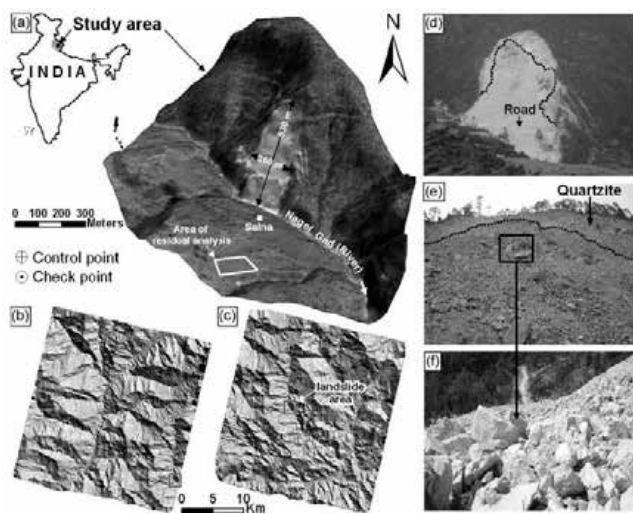 (a)
Study area
INDIA
N
0 100 200 300
Meters
Control point
Check point
Area of
residual analysis
Salna
Nagol Gad (River)
(b)
(c)
landslide
area
0 5 10
Km
(d)
Road
(e)
Quartzite
(f)